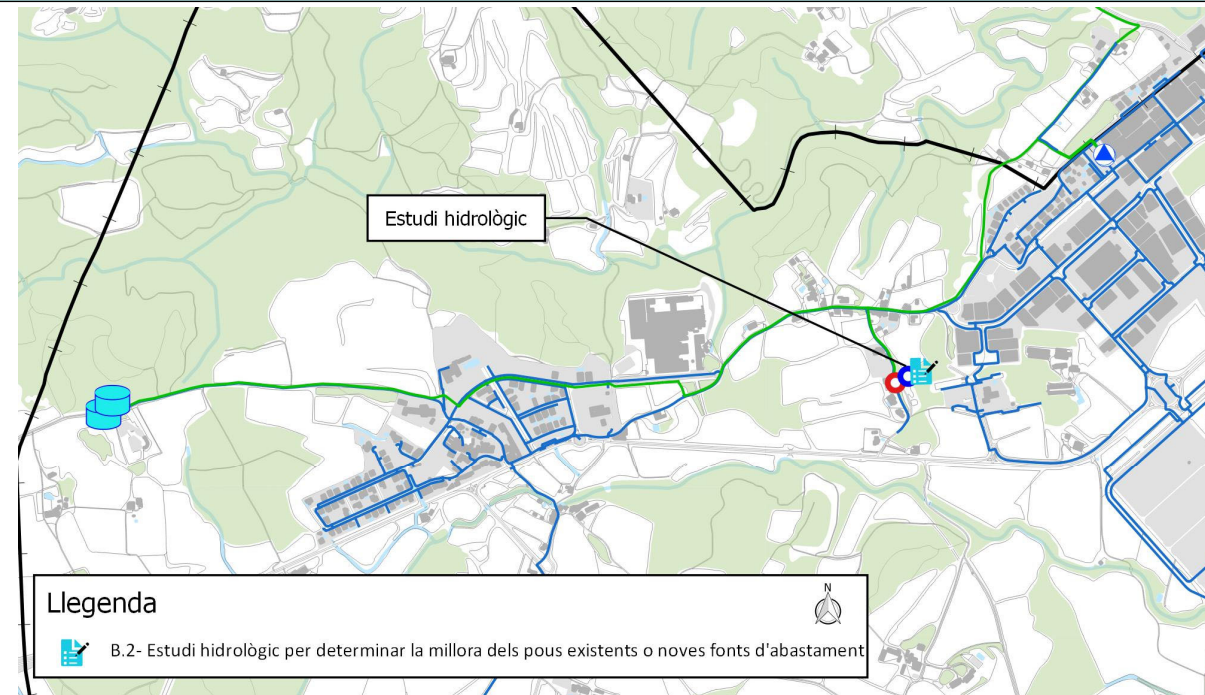 Estudi hidrològic
Llegenda
N
B.2- Estudi hidrològic per determinar la millora dels pous existents o noves fonts d'abastament